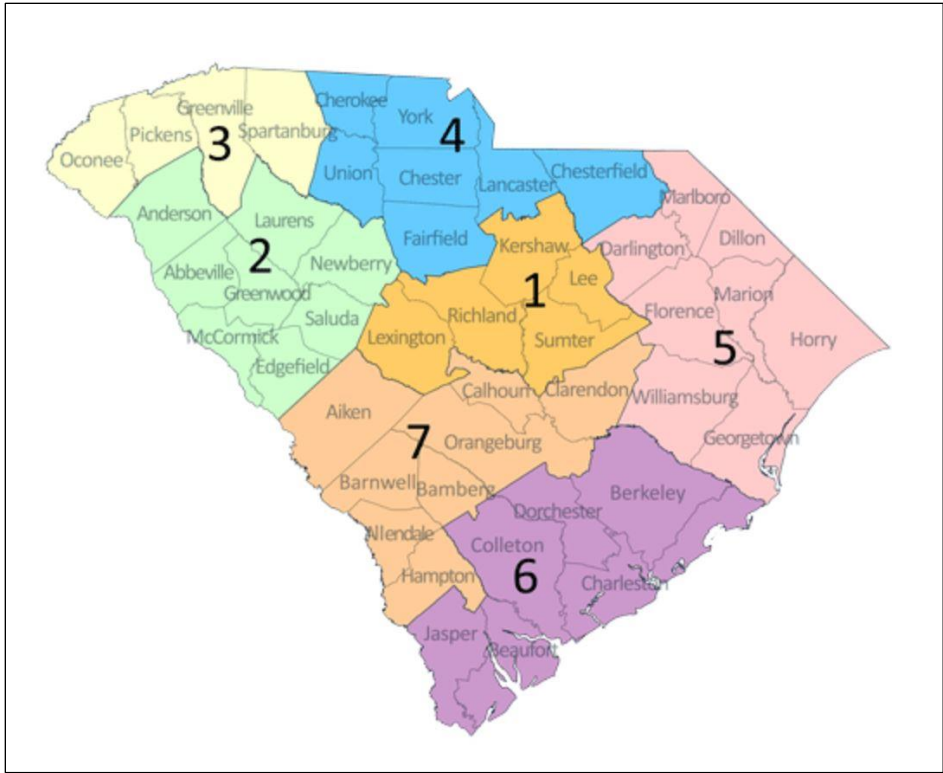 Cherokee
Greenville
York
Spartanburg
Pickens
3
4
Oconee
Union
Chester
Chesterfield
Lancaster
Marlboro
Anderson
Laurens
Fairfield
Dillon
Kershaw
Darlington
2
Newberry
Abbeville
Lee
Greenwood
1
Marion
Saluda
Richland
Florence
McCormick
Lexington
Sumter
Horry
5
Edgefield
Calhoun
Clarendon
Williamsburg
Aiken
7
Orangeburg
Georgetown
Barnwell
Bamberg
Berkeley
Dorchester
Allendale
Colleton
Hampton
6
Charleston
Jasper
Beaufort